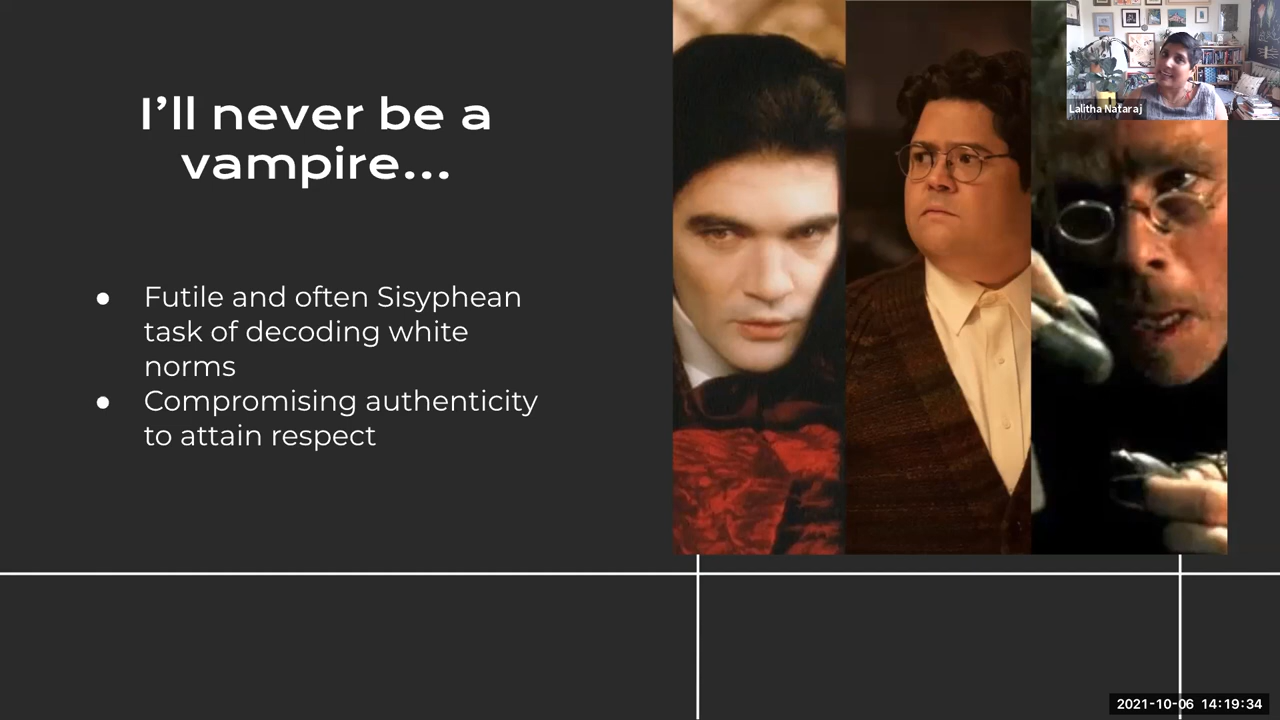 I’ll never be a
vampire...
● Futile and often Sisyphean
task of decoding white
norms
● Compromising authenticity
to attain respect
Lalitha Nataraj
2021-10-06 14:19:34